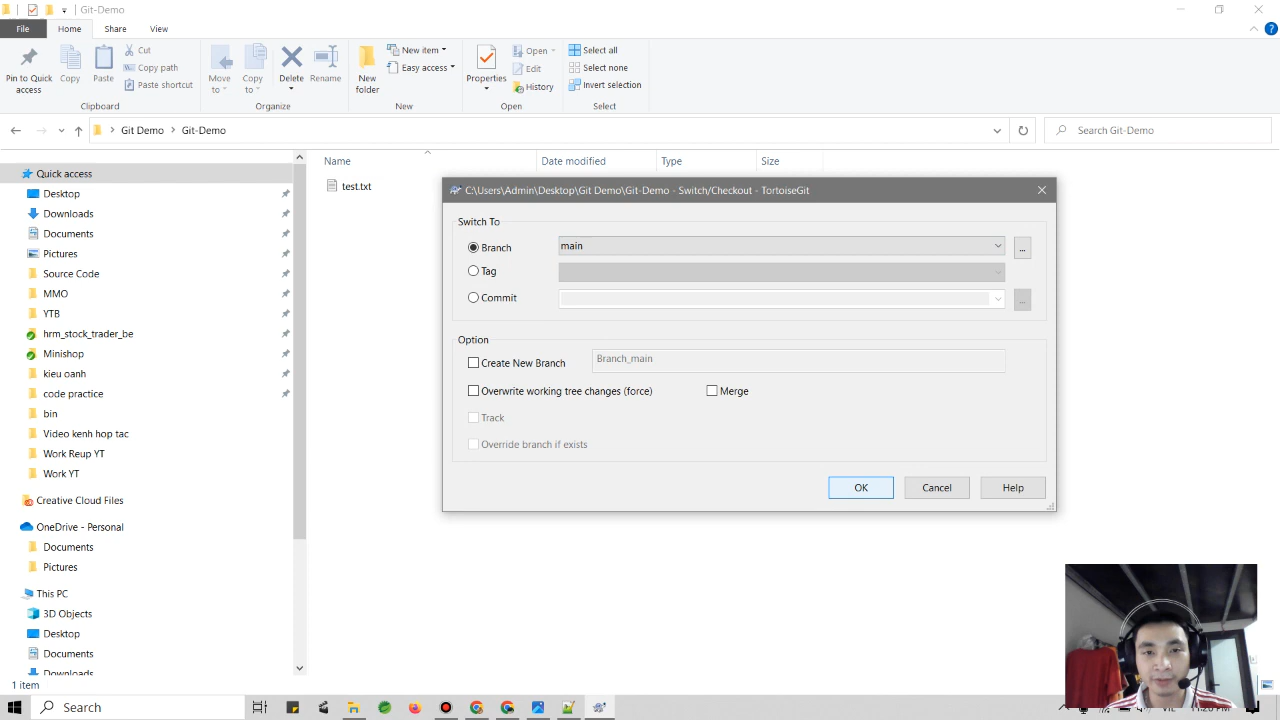 Git-Demo
File
Home
Share
View
Pin to Quick access
Copy
Paste
Cut
Copy path
Paste shortcut
Clipboard
Move to
Copy to
Delete
Rename
Organize
New folder
New item
Easy access
New
Properties
Open
Edit
History
Open
Select all
Select none
Invert selection
Select
Git Demo
Git-Demo
Search Git-Demo
Name
Date modified
Type
Size
test.txt
Quick access
Desktop
Downloads
Documents
Pictures
Source Code
MMO
YTB
hrm_stock_trader_be
Minishop
kieu oanh
code practice
bin
Video kenh hop tac
Work Reup YT
Work YT
Creative Cloud Files
OneDrive - Personal
Documents
Pictures
This PC
3D Objects
Desktop
Documents
Downloads
C:\Users\Admin\Desktop\Git Demo\Git-Demo - Switch/Checkout - TortoiseGit
Switch To
Branch
main
...
Tag
Commit
...
Option
Create New Branch
Branch_main
Overwrite working tree changes (force)
Merge
Track
Override branch if exists
OK
Cancel
Help
1 item
Search